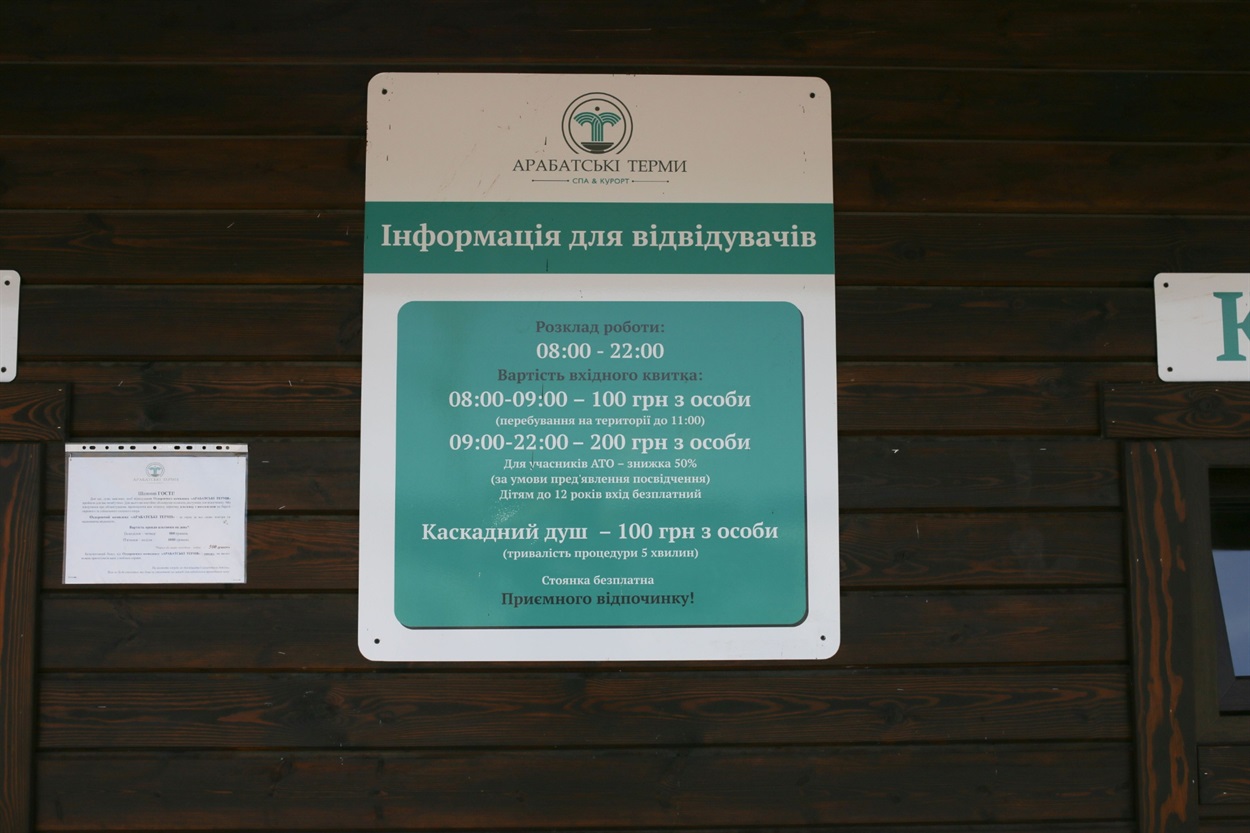 АРАБАТСЬКІ ТЕРМИ
СПА & КУРОРТ
Інформація для відвідувачів
Розклад роботи:
08:00 - 22:00
Вартість вхідного квитка:
08:00-09:00 – 100 грн з особи
(перебування на території до 11:00)
09:00-22:00 – 200 грн з особи
Для учасників АТО – знижка 50%
(за умови пред'явлення посвідчення)
Дітям до 12 років вхід безплатний
Каскадний душ – 100 грн з особи
(тривалість процедури 5 хвилин)
Стоянка безплатна
Приємного відпочинку!
К